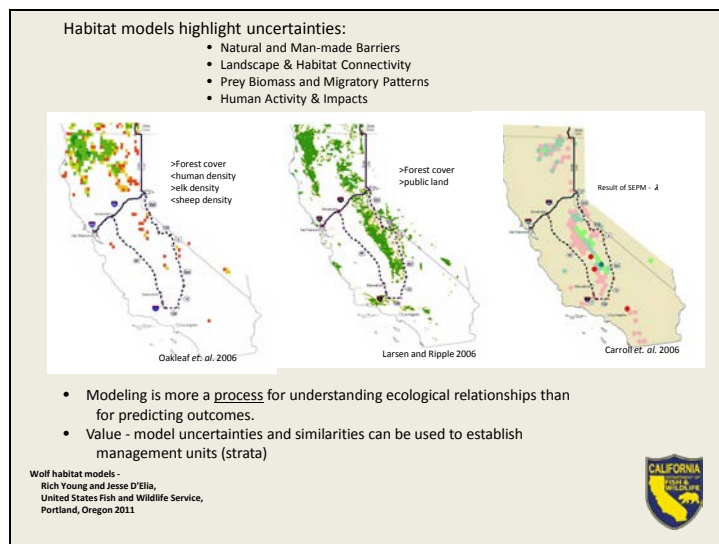 Habitat models highlight uncertainties:
• Natural and Man-made Barriers
• Landscape & Habitat Connectivity
• Prey Biomass and Migratory Patterns
• Human Activity & Impacts
>Forest cover
<human density
>elk density
<sheep density
Oakleaf et. al. 2006
>Forest cover
>public land
Larsen and Ripple 2006
Result of SEPM - λ
Carroll et. al. 2006
• Modeling is more a process for understanding ecological relationships than
for predicting outcomes.
• Value - model uncertainties and similarities can be used to establish
management units (strata)
Wolf habitat models -
Rich Young and Jesse D'Elia,
United States Fish and Wildlife Service,
Portland, Oregon 2011
CALIFORNIA
DEPARTMENT OF
FISH &
WILDLIFE